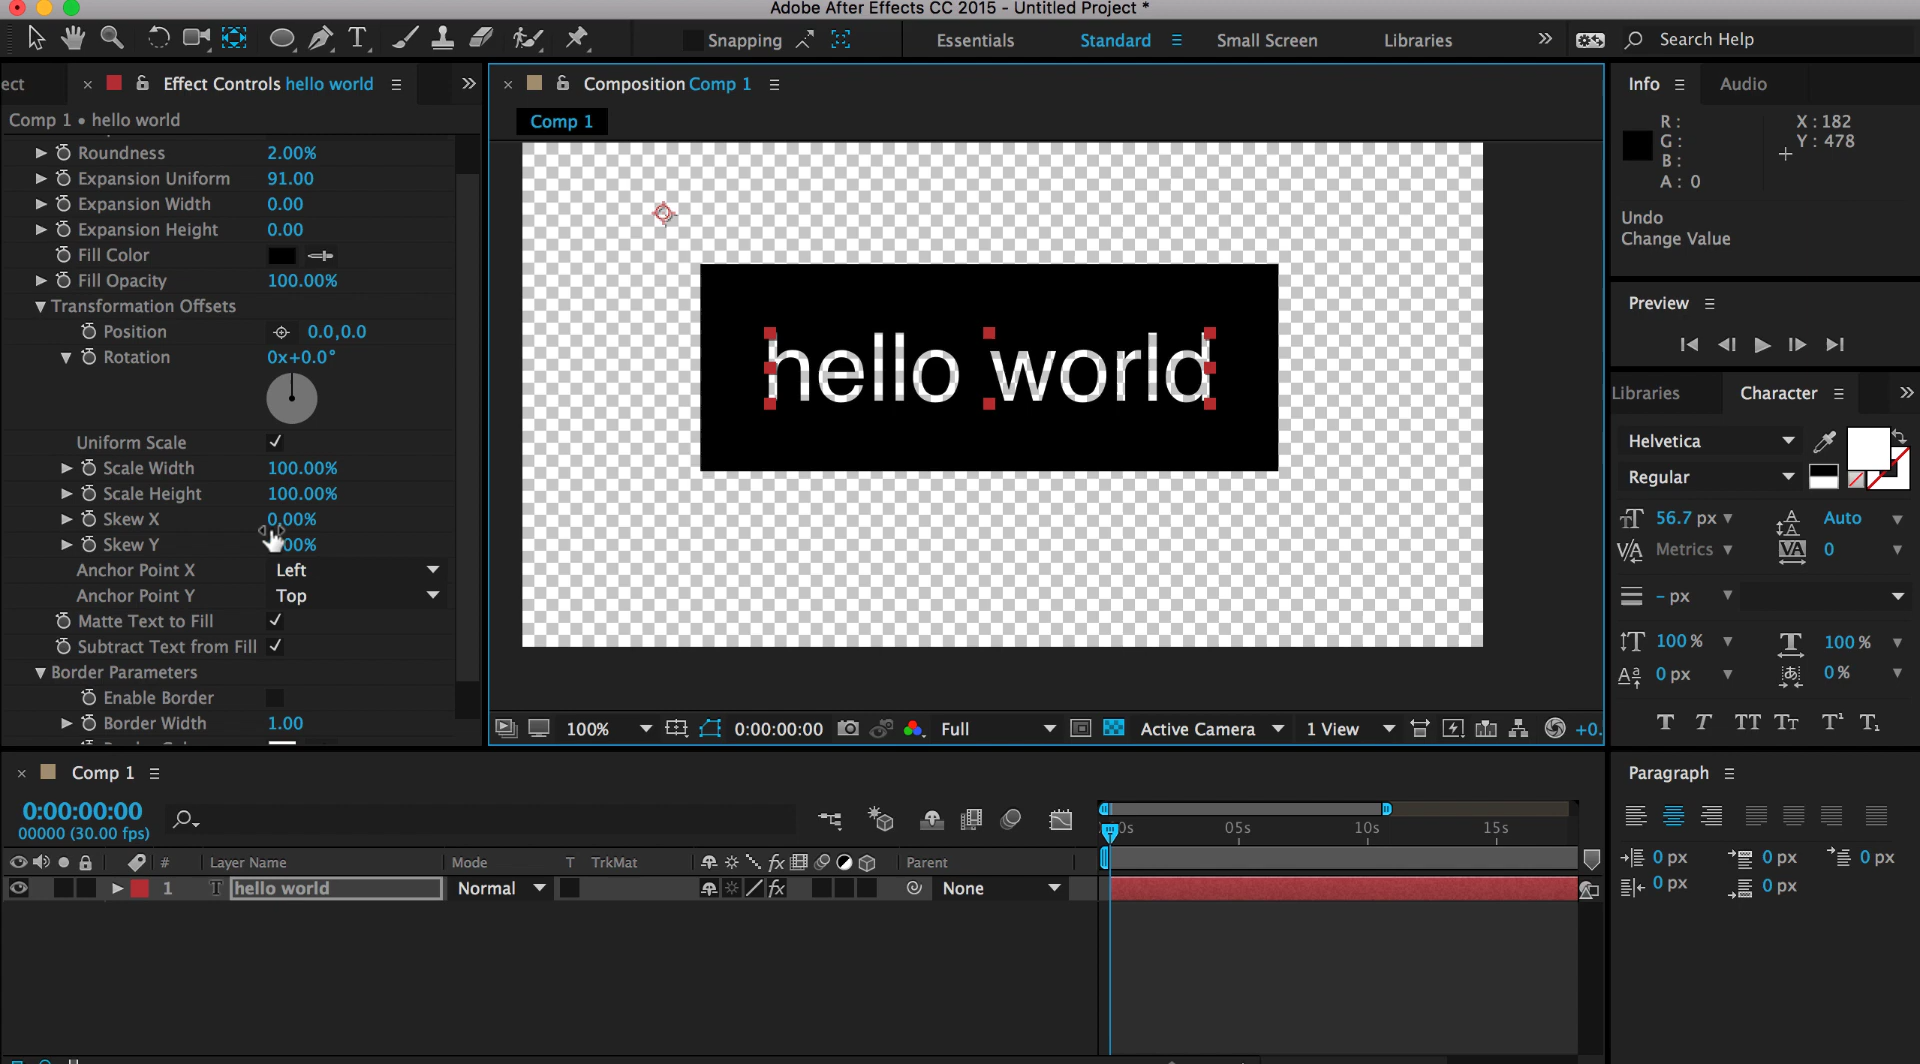 Adobe After Effects CC 2015 - Untitled Project *
Snapping
Essentials
Standard
Small Screen
Libraries
Search Help
ect
Effect Controls hello world
Comp 1 • hello world
Roundness 2.00%
Expansion Uniform 91.00
Expansion Width 0.00
Expansion Height 0.00
Fill Color
Fill Opacity 100.00%
Transformation Offsets
Position 0.0,0.0
Rotation 0x+0.0°
Uniform Scale
Scale Width 100.00%
Scale Height 100.00%
Skew X 0.00%
Skew Y
Anchor Point X Left
Anchor Point Y Top
Matte Text to Fill
Subtract Text from Fill
Border Parameters
Enable Border
Border Width 1.00
Composition Comp 1
Comp 1
hello world
100%
0:00:00:00
Full
Active Camera
1 View
+0.
Info
Audio
R :
G :
B :
A : 0
X : 182
Y : 478
Undo
Change Value
Preview
Libraries
Character
Helvetica
Regular
56.7 px
Auto
Metrics
0
- px
100 %
100 %
0 px
0 %
T T TT Tt T¹ T₁
Comp 1
0:00:00:00
00000 (30.00 fps)
0s 05s 10s 15s
# Layer Name Mode T TrkMat fx Parent
1 T hello world Normal fx None
Paragraph
0 px 0 px 0 px
0 px 0 px